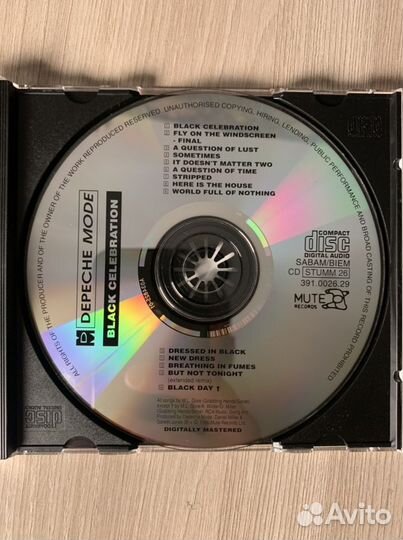 ALL RIGHTS OF THE PRODUCER AND OF THE OWNER OF THE WORK REPRODUCED RESERVED. UNAUTHORISED COPYING, HIRING, LENDING, PUBLIC PERFORMANCE AND BROADCASTING OF THIS RECORD PROHIBITED
BLACK CELEBRATION
FLY ON THE WINDSCREEN
- FINAL
A QUESTION OF LUST
SOMETIMES
IT DOESN'T MATTER TWO
A QUESTION OF TIME
STRIPPED
HERE IS THE HOUSE
WORLD FULL OF NOTHING
DM DEPECHE MODE
BLACK CELEBRATION
COMPACT
disc
DIGITAL AUDIO
SABAM/BIEM
CD STUMM 26
391.0026.29
MUTE
RECORDS
DRESSED IN BLACK
NEW DRESS
BREATHING IN FUMES
BUT NOT TONIGHT
(extended remix)
BLACK DAY †
DIGITALLY MASTERED
Avito